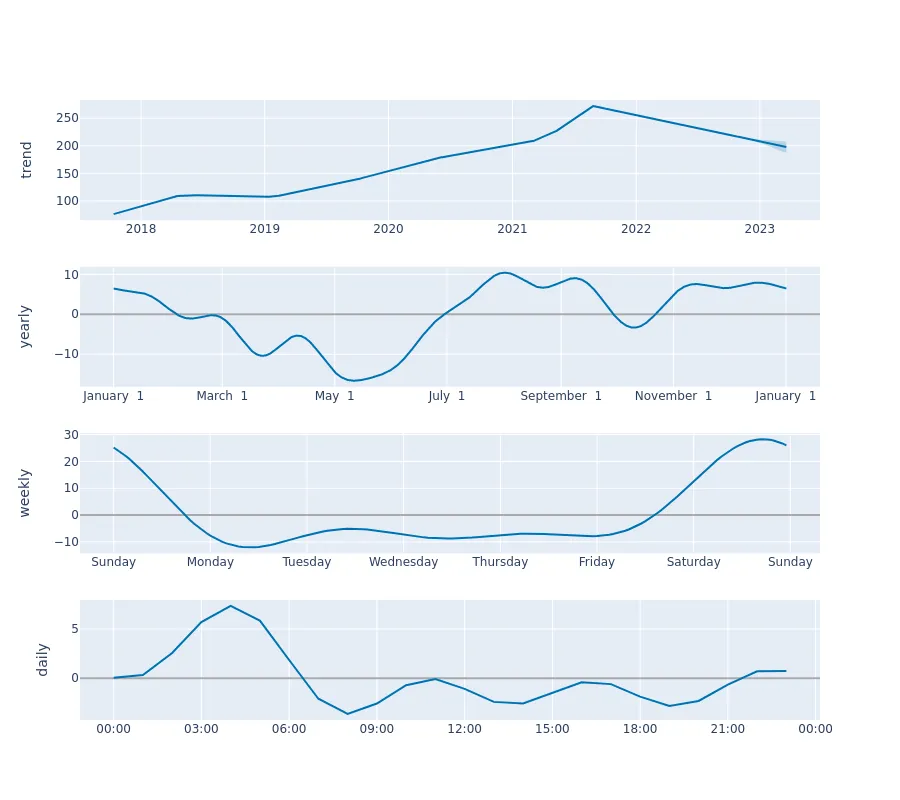 trend
250
200
150
100
2018 2019 2020 2021 2022 2023
yearly
10
0
−10
January 1 March 1 May 1 July 1 September 1 November 1 January 1
weekly
30
20
10
0
−10
Sunday Monday Tuesday Wednesday Thursday Friday Saturday Sunday
daily
5
0
00:00 03:00 06:00 09:00 12:00 15:00 18:00 21:00 00:00